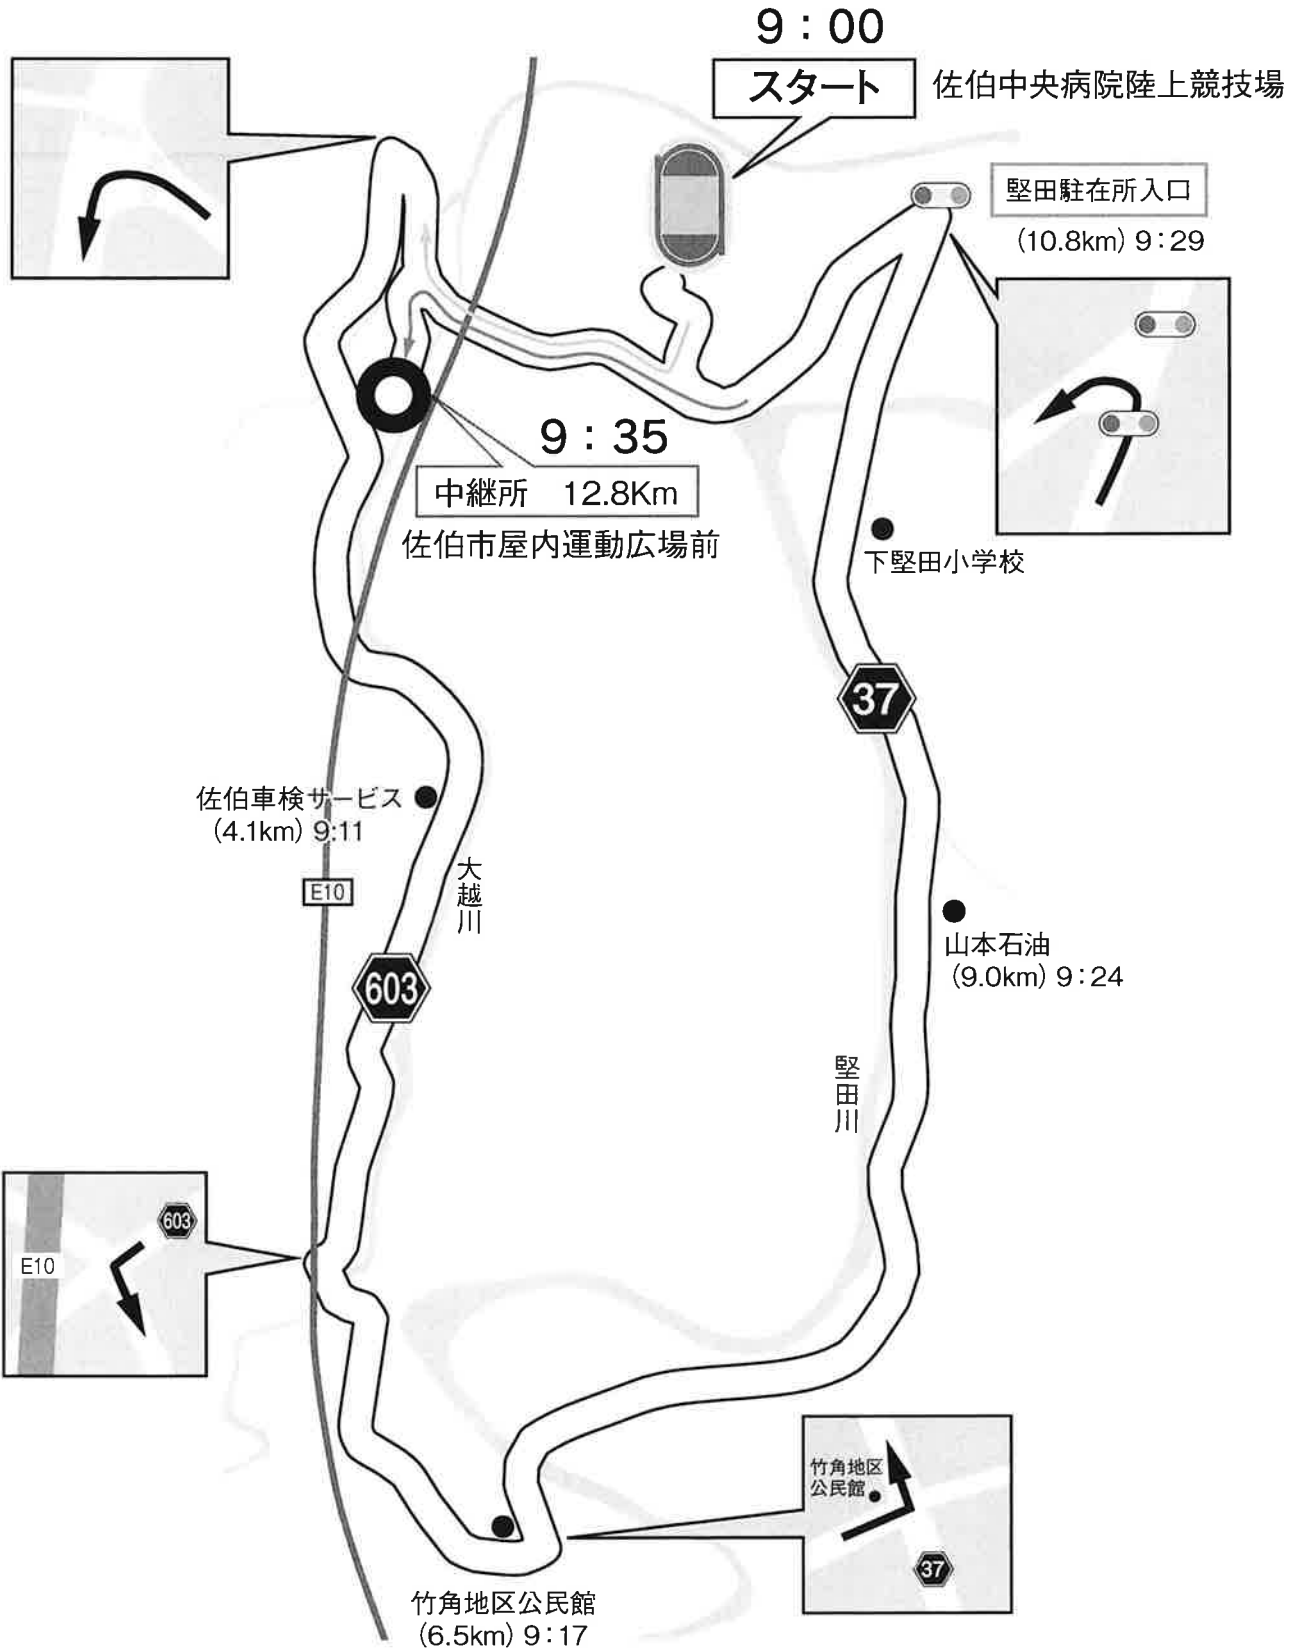 9：00
スタート
佐伯中央病院陸上競技場
堅田駐在所入口
(10.8km) 9：29
9：35
中継所　12.8Km
佐伯市屋内運動広場前
下堅田小学校
37
佐伯車検サービス
(4.1km) 9:11
E10
大越川
603
山本石油
(9.0km) 9：24
堅田川
603
E10
竹角地区
公民館
37
竹角地区公民館
(6.5km) 9：17